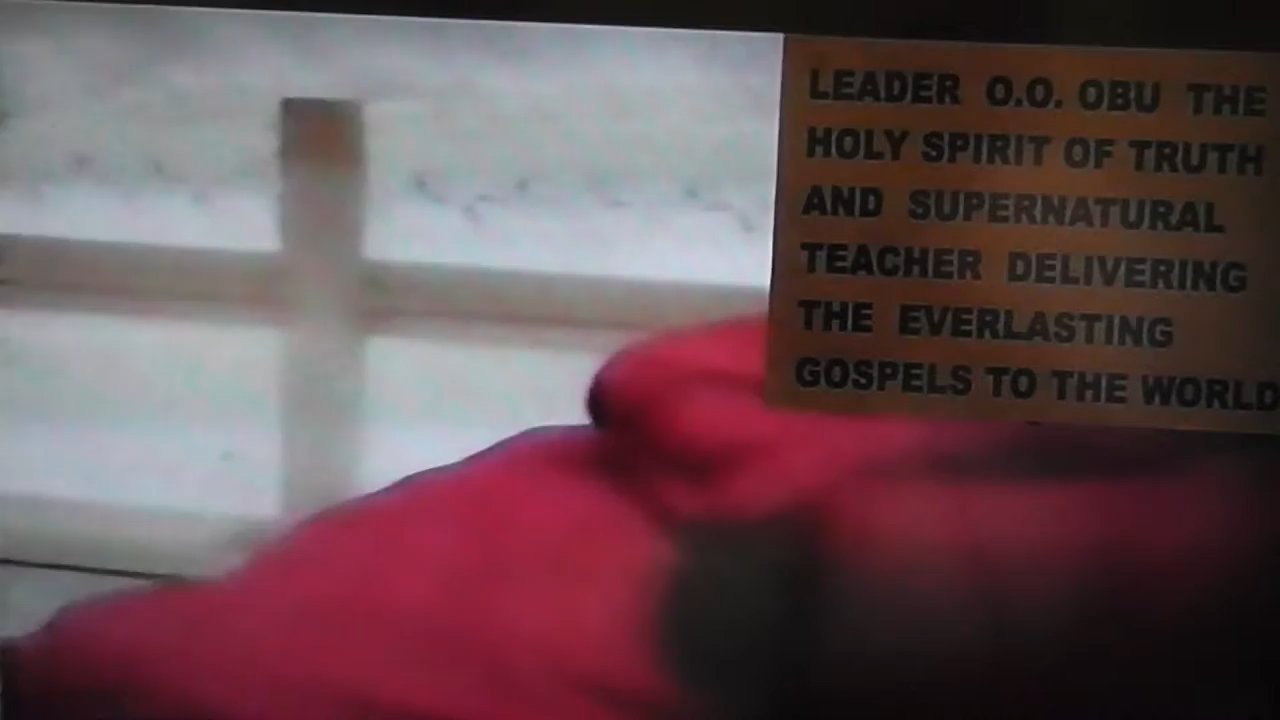 LEADER O.O. OBU THE
HOLY SPIRIT OF TRUTH
AND SUPERNATURAL
TEACHER DELIVERING
THE EVERLASTING
GOSPELS TO THE WORLD